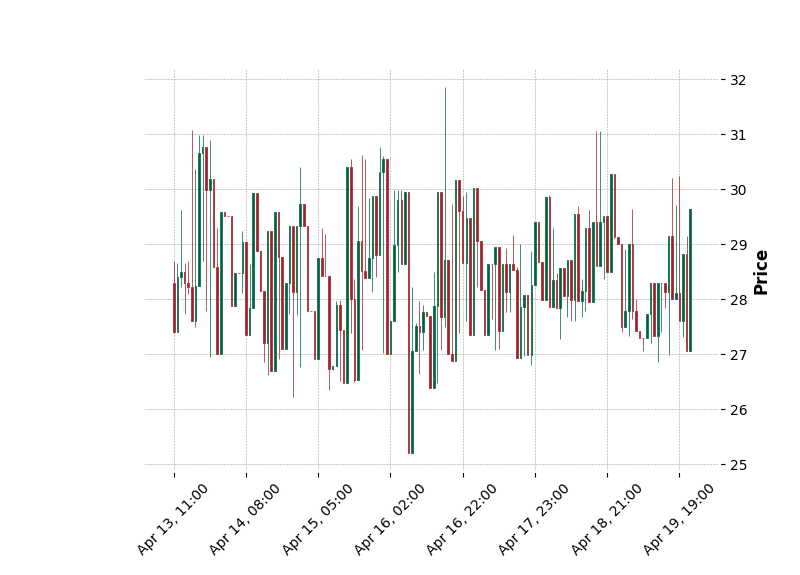 32
31
30
29
28
27
26
25
Price
Apr 13, 11:00
Apr 14, 08:00
Apr 15, 05:00
Apr 16, 02:00
Apr 16, 22:00
Apr 17, 23:00
Apr 18, 21:00
Apr 19, 19:00